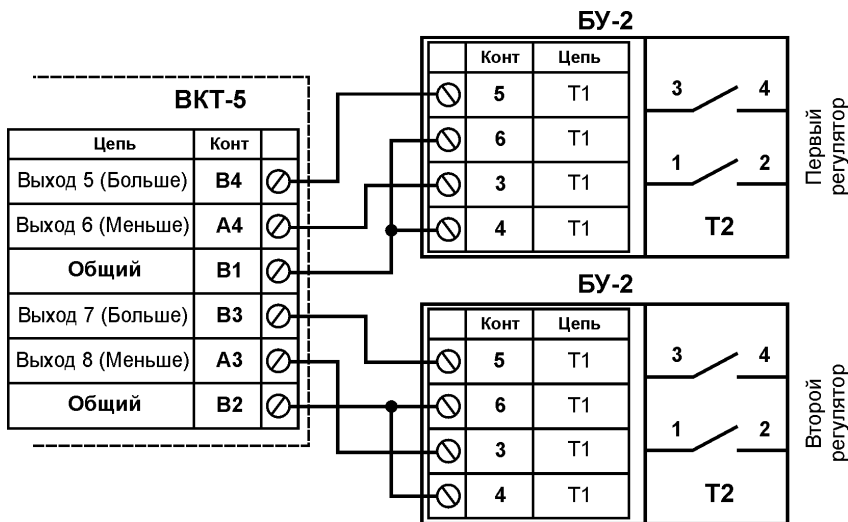 БУ-2
Конт Цепь
5 Т1
6 Т1
3 Т1
4 Т1
3 4
1 2
Т2
Первый
регулятор
ВКТ-5
Цепь Конт
Выход 5 (Больше) В4
Выход 6 (Меньше) А4
Общий В1
Выход 7 (Больше) В3
Выход 8 (Меньше) А3
Общий В2
БУ-2
Конт Цепь
5 Т1
6 Т1
3 Т1
4 Т1
3 4
1 2
Т2
Второй
регулятор